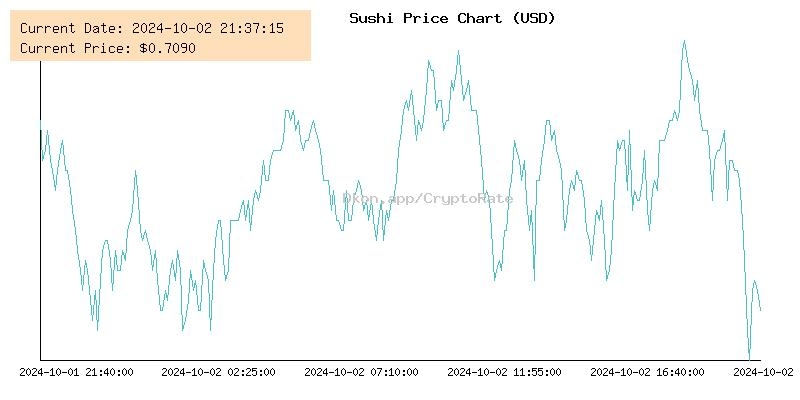 Sushi Price Chart (USD)
Current Date: 2024-10-02 21:37:15
Current Price: $0.7090
Dkon.app/CryptoRate
2024-10-01 21:40:00 2024-10-02 02:25:00 2024-10-02 07:10:00 2024-10-02 11:55:00 2024-10-02 16:40:00 2024-10-02